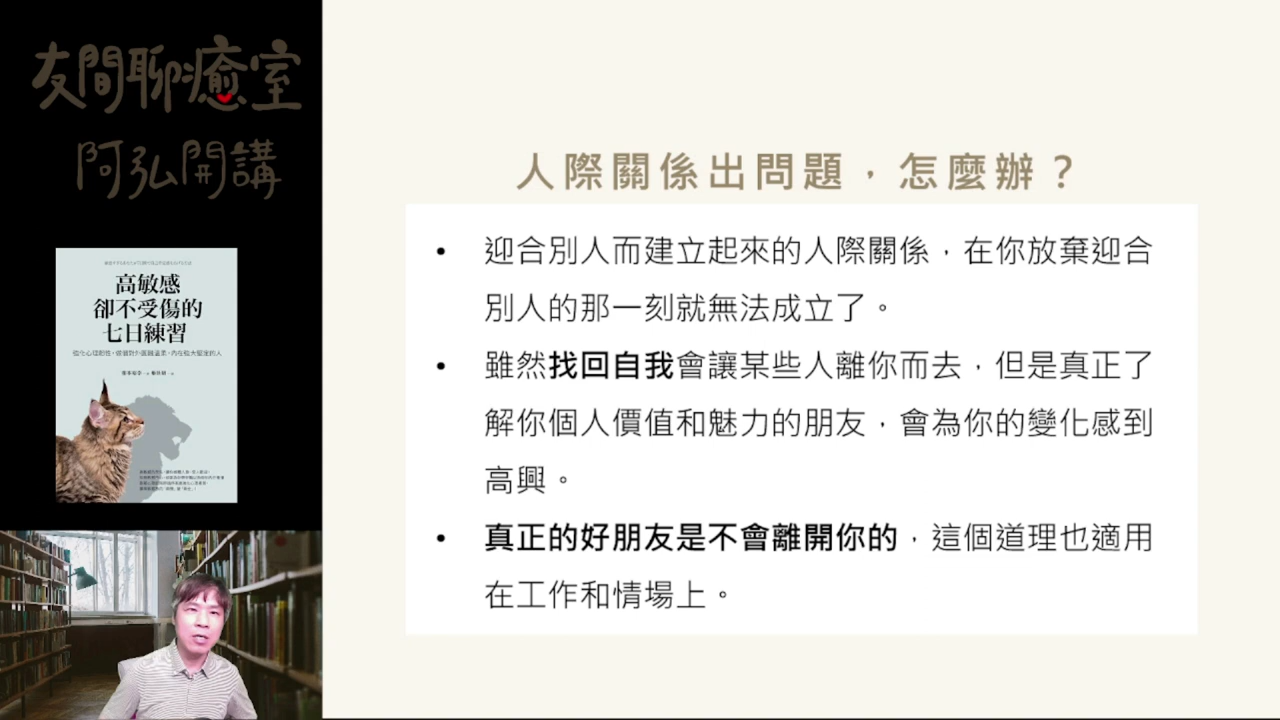 友間聊癒室
阿弘開講
高敏感
卻不受傷的
七日練習
人際關係出問題，怎麼辦？
• 迎合別人而建立起來的人際關係，在你放棄迎合
別人的那一刻就無法成立了。
• 雖然找回自我會讓某些人離你而去，但是真正了
解你個人價值和魅力的朋友，會為你的變化感到
高興。
• 真正的好朋友是不會離開你的，這個道理也適用
在工作和情場上。